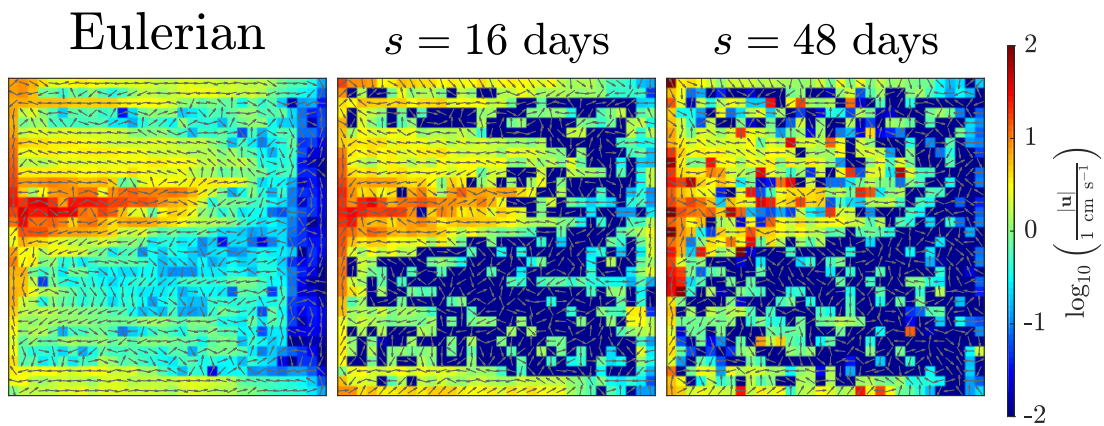 Eulerian
s = 16 days
s = 48 days
2
1
0
-1
-2
log10 ( |u| / 1 cm s−1 )